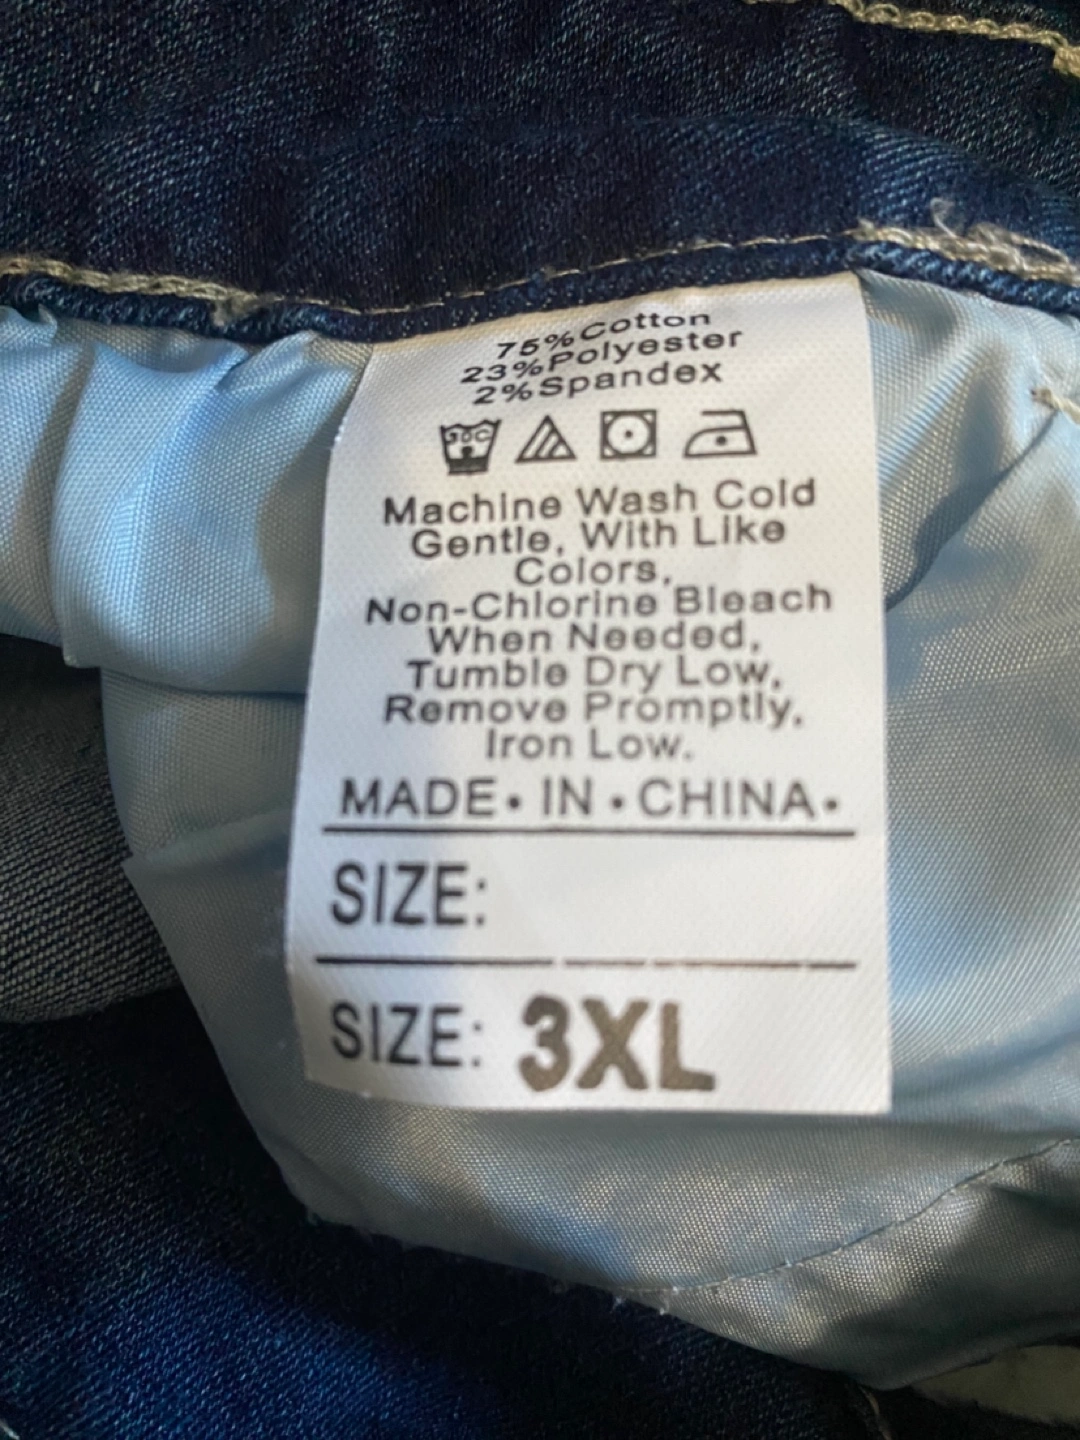 75%Cotton
23%Polyester
2%Spandex
30C
Machine Wash Cold
Gentle, With Like
Colors,
Non-Chlorine Bleach
When Needed,
Tumble Dry Low,
Remove Promptly,
Iron Low.
MADE • IN • CHINA •
SIZE:
SIZE: 3XL